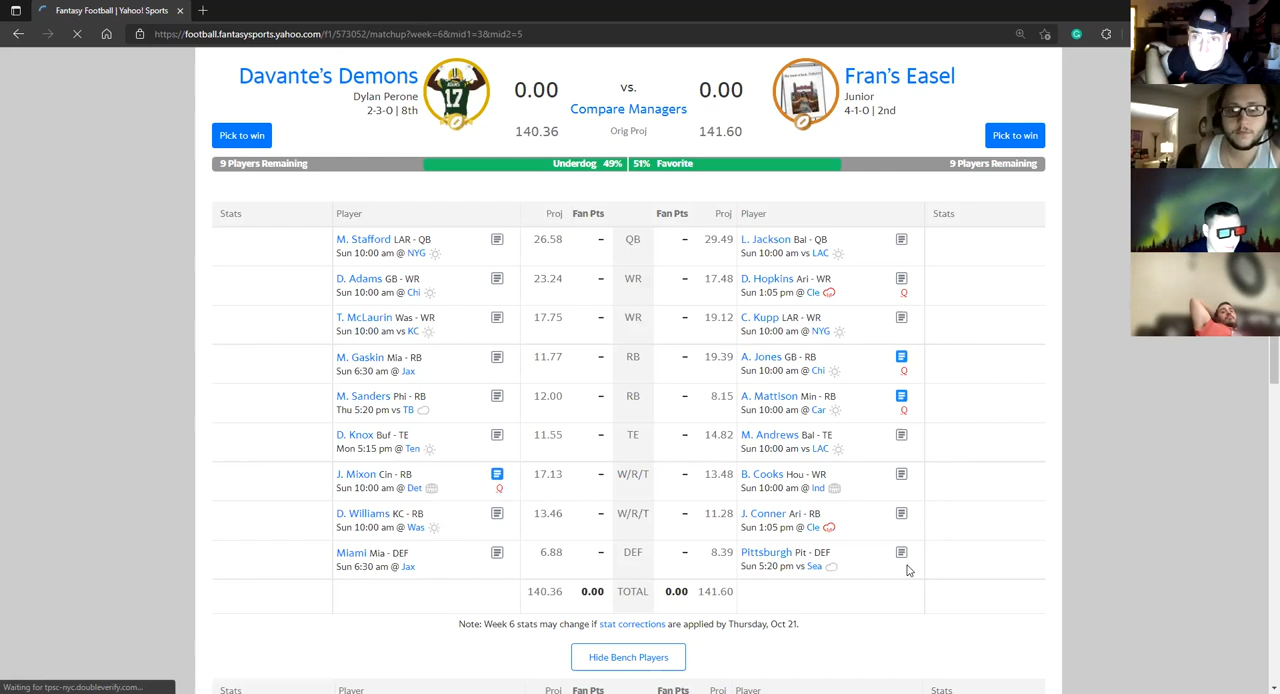 Fantasy Football | Yahoo! Sports
https://football.fantasysports.yahoo.com/f1/573052/matchup?week=6&mid1=3&mid2=5
Davante's Demons 0.00 vs. 0.00 Fran's Easel
Dylan Perone Compare Managers Junior
2-3-0 | 8th 4-1-0 | 2nd
140.36 Orig Proj 141.60
Pick to win Pick to win
9 Players Remaining Underdog 49% 51% Favorite 9 Players Remaining
Stats Player Proj Fan Pts Fan Pts Proj Player Stats
M. Stafford LAR - QB 26.58 – QB – 29.49 L. Jackson Bal - QB
Sun 10:00 am @ NYG Sun 10:00 am vs LAC
D. Adams GB - WR 23.24 – WR – 17.48 D. Hopkins Ari - WR
Sun 10:00 am @ Chi Sun 1:05 pm @ Cle Q
T. McLaurin Was - WR 17.75 – WR – 19.12 C. Kupp LAR - WR
Sun 10:00 am vs KC Sun 10:00 am @ NYG
M. Gaskin Mia - RB 11.77 – RB – 19.39 A. Jones GB - RB
Sun 6:30 am @ Jax Sun 10:00 am @ Chi Q
M. Sanders Phi - RB 12.00 – RB – 8.15 A. Mattison Min - RB
Thu 5:20 pm vs TB Sun 10:00 am @ Car Q
D. Knox Buf - TE 11.55 – TE – 14.82 M. Andrews Bal - TE
Mon 5:15 pm @ Ten Sun 10:00 am vs LAC
J. Mixon Cin - RB 17.13 – W/R/T – 13.48 B. Cooks Hou - WR
Sun 10:00 am @ Det Q Sun 10:00 am @ Ind
D. Williams KC - RB 13.46 – W/R/T – 11.28 J. Conner Ari - RB
Sun 10:00 am @ Was Sun 1:05 pm @ Cle
Miami Mia - DEF 6.88 – DEF – 8.39 Pittsburgh Pit - DEF
Sun 6:30 am @ Jax Sun 5:20 pm vs Sea
140.36 0.00 TOTAL 0.00 141.60
Note: Week 6 stats may change if stat corrections are applied by Thursday, Oct 21.
Hide Bench Players
Stats Player Proj Fan Pts Fan Pts Proj Player Stats
Waiting for tpsc-nyc.doubleverify.com...